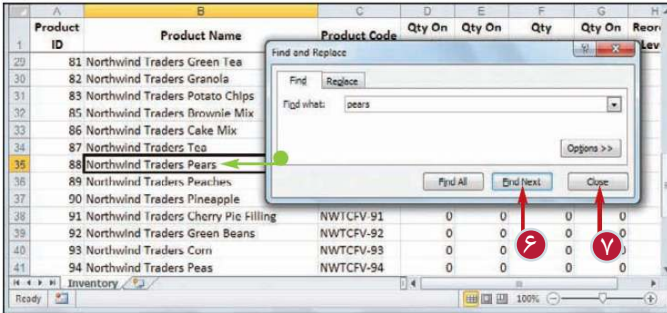 A B C D E F G H
1 Product ID Product Name Product Code Qty On Qty On Qty Qty On Reor Lev
29 81 Northwind Traders Green Tea
30 82 Northwind Traders Granola
31 83 Northwind Traders Potato Chips
32 85 Northwind Traders Brownie Mix
33 86 Northwind Traders Cake Mix
34 87 Northwind Traders Tea
35 88 Northwind Traders Pears
36 89 Northwind Traders Peaches
37 90 Northwind Traders Pineapple
38 91 Northwind Traders Cherry Pie Filling NWTCFV-91 0 0 0 0
39 92 Northwind Traders Green Beans NWTCFV-92 0 0 0 0
40 93 Northwind Traders Corn NWTCFV-93 0 0 0
41 94 Northwind Traders Peas NWTCFV-94 0 0 0 0
Find and Replace
Find Replace
Find what: pears
Options >>
Find All Find Next Close
۶ ۷
Inventory
Ready 100%